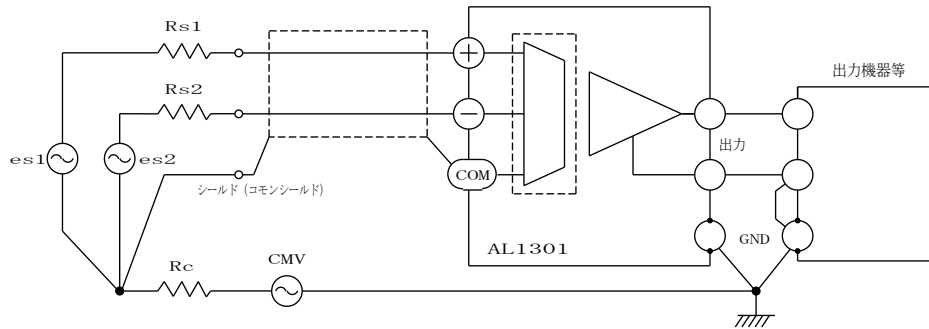 Rs1
出力機器等
Rs2
＋
－
出力
es1
es2
COM
シールド（コモンシールド）
GND
AL1301
Rc
CMV